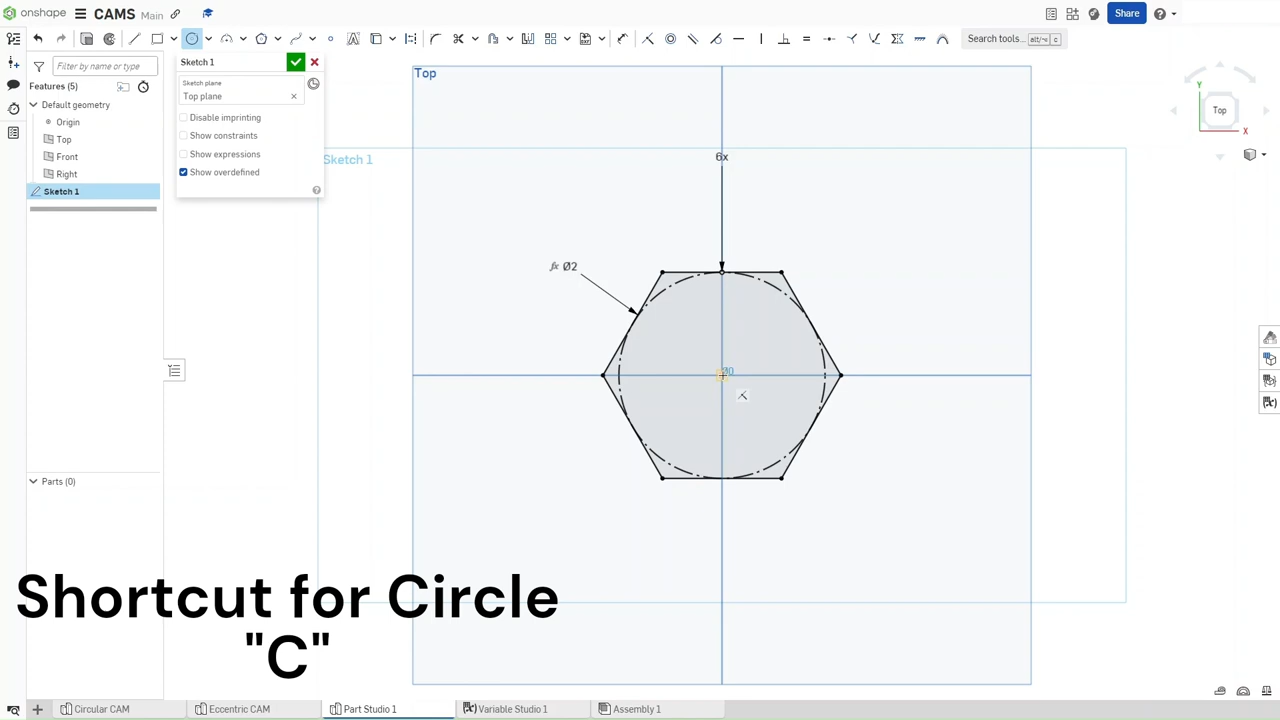 onshape
CAMS
Main
Share
Search tools...
alt/⌥
c
Filter by name or type
Features (5)
Default geometry
Origin
Top
Front
Right
Sketch 1
Sketch 1
Sketch plane
Top plane
Disable imprinting
Show constraints
Show expressions
Show overdefined
Top
Sketch 1
6x
fx Ø2
Ø0
Y
Top
X
Parts (0)
Shortcut for Circle
"C"
Circular CAM
Eccentric CAM
Part Studio 1
Variable Studio 1
Assembly 1